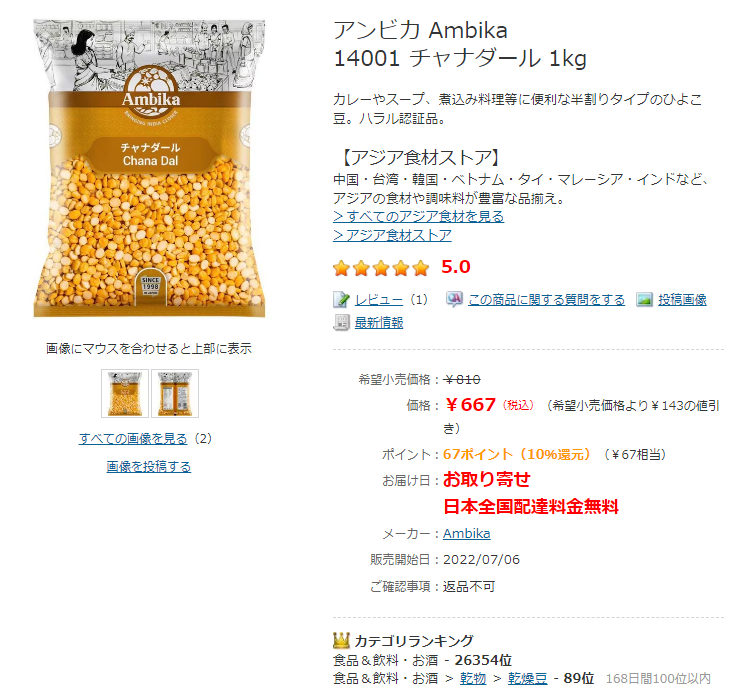 アンビカ Ambika
14001 チャナダール 1kg
カレーやスープ、煮込み料理等に便利な半割りタイプのひよこ
豆。ハラル認証品。
【アジア食材ストア】
中国・台湾・韓国・ベトナム・タイ・マレーシア・インドなど、
アジアの食材や調味料が豊富な品揃え。
＞すべてのアジア食材を見る
＞アジア食材ストア
5.0
レビュー（1） この商品に関する質問をする 投稿画像
最新情報
Ambika
BRINGING INDIA CLOSER
チャナダール
Chana Dal
SINCE
1998
IN JAPAN
画像にマウスを合わせると上部に表示
すべての画像を見る（2）
画像を投稿する
希望小売価格：￥810
価格：￥667（税込）（希望小売価格より￥143の値引
き）
ポイント：67ポイント（10%還元）（￥67相当）
お届け日：お取り寄せ
日本全国配達料金無料
メーカー：Ambika
販売開始日：2022/07/06
ご確認事項：返品不可
カテゴリランキング
食品＆飲料・お酒 - 26354位
食品＆飲料・お酒 ＞ 乾物 ＞ 乾燥豆 - 89位 168日間100位以内